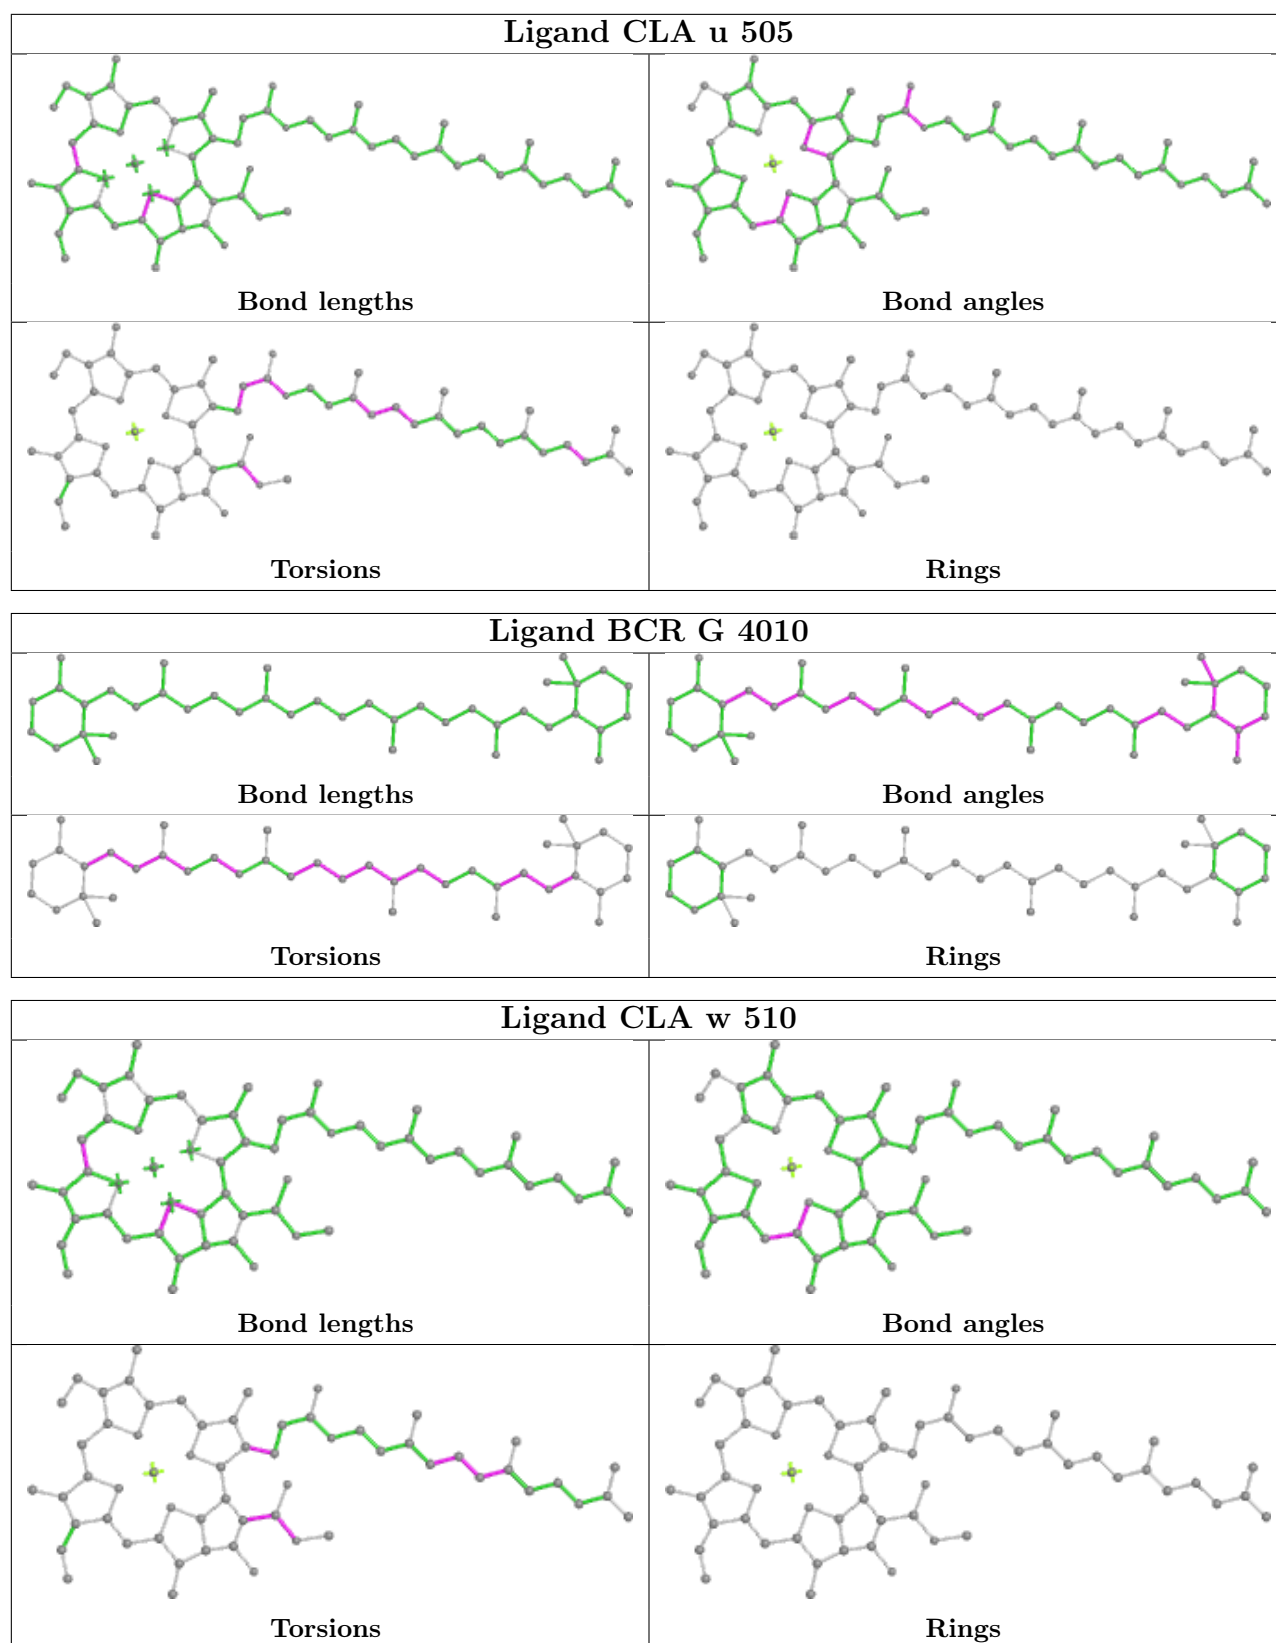 Ligand CLA u 505
Bond lengths
Bond angles
Torsions
Rings
Ligand BCR G 4010
Bond lengths
Bond angles
Torsions
Rings
Ligand CLA w 510
Bond lengths
Bond angles
Torsions
Rings